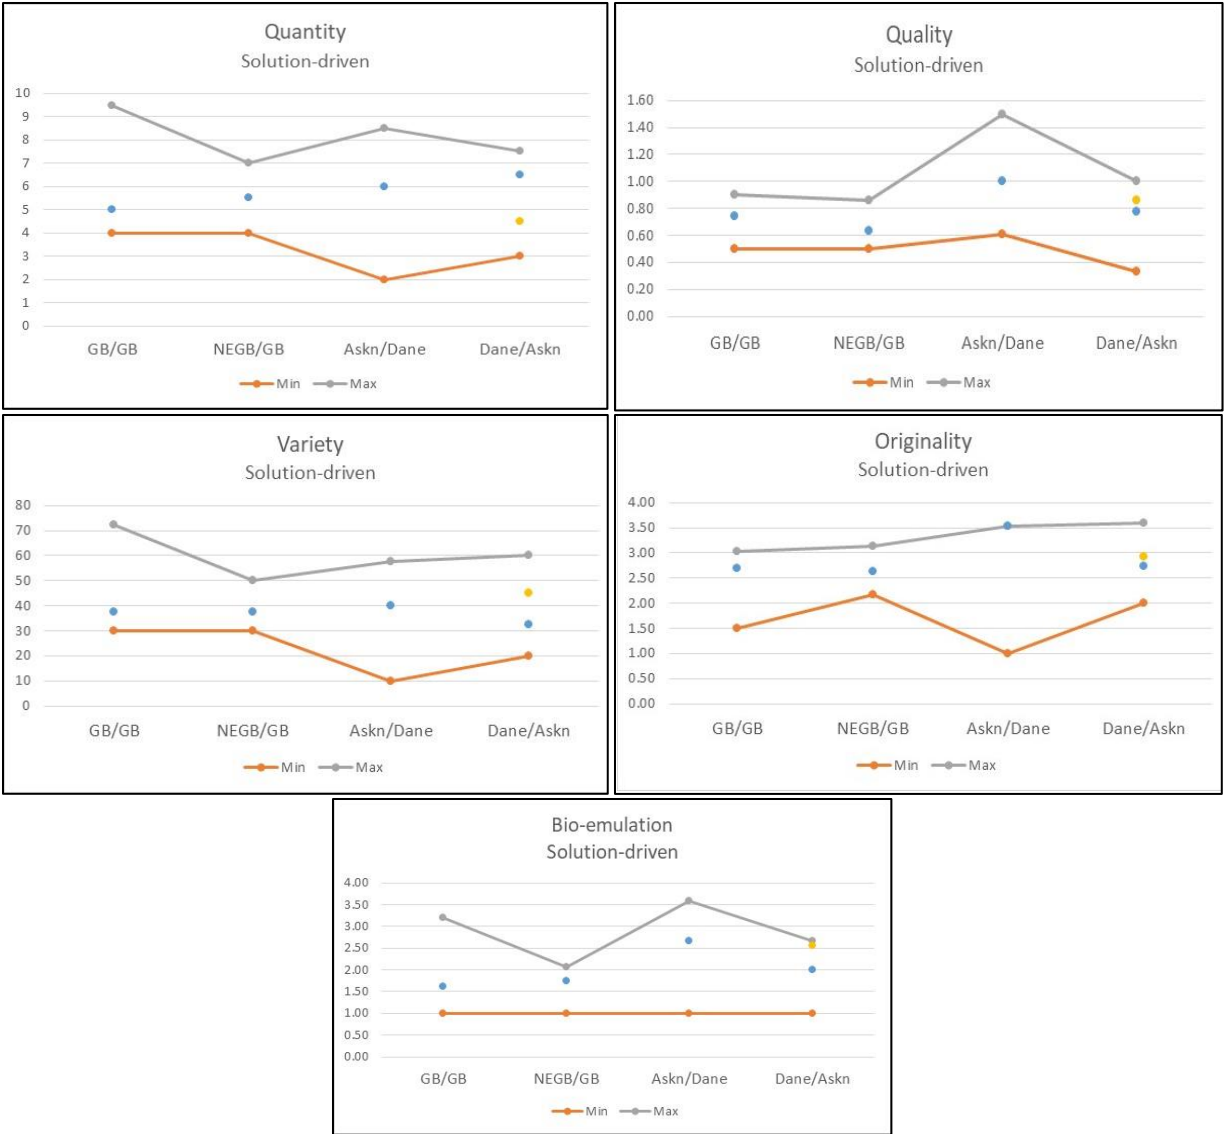 Quantity
Solution-driven
10
9
8
7
6
5
4
3
2
1
0
GB/GB NEGB/GB Askn/Dane Dane/Askn
Min Max
Quality
Solution-driven
1.60
1.40
1.20
1.00
0.80
0.60
0.40
0.20
0.00
GB/GB NEGB/GB Askn/Dane Dane/Askn
Min Max
Variety
Solution-driven
80
70
60
50
40
30
20
10
0
GB/GB NEGB/GB Askn/Dane Dane/Askn
Min Max
Originality
Solution-driven
4.00
3.50
3.00
2.50
2.00
1.50
1.00
0.50
0.00
GB/GB NEGB/GB Askn/Dane Dane/Askn
Min Max
Bio-emulation
Solution-driven
4.00
3.50
3.00
2.50
2.00
1.50
1.00
0.50
0.00
GB/GB NEGB/GB Askn/Dane Dane/Askn
Min Max